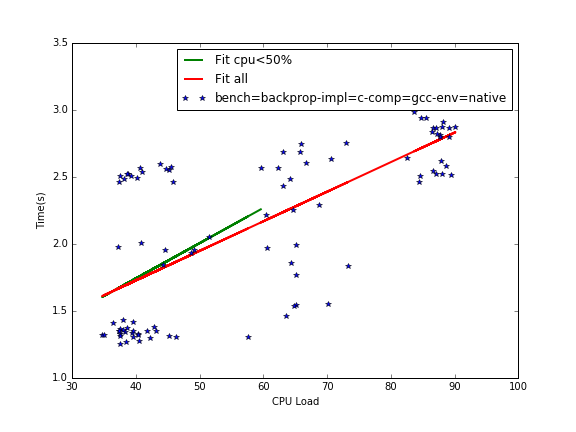 3.5
3.0
2.5
2.0
1.5
1.0
Time(s)
Fit cpu<50%
Fit all
bench=backprop-impl=c-comp=gcc-env=native
30 40 50 60 70 80 90 100
CPU Load